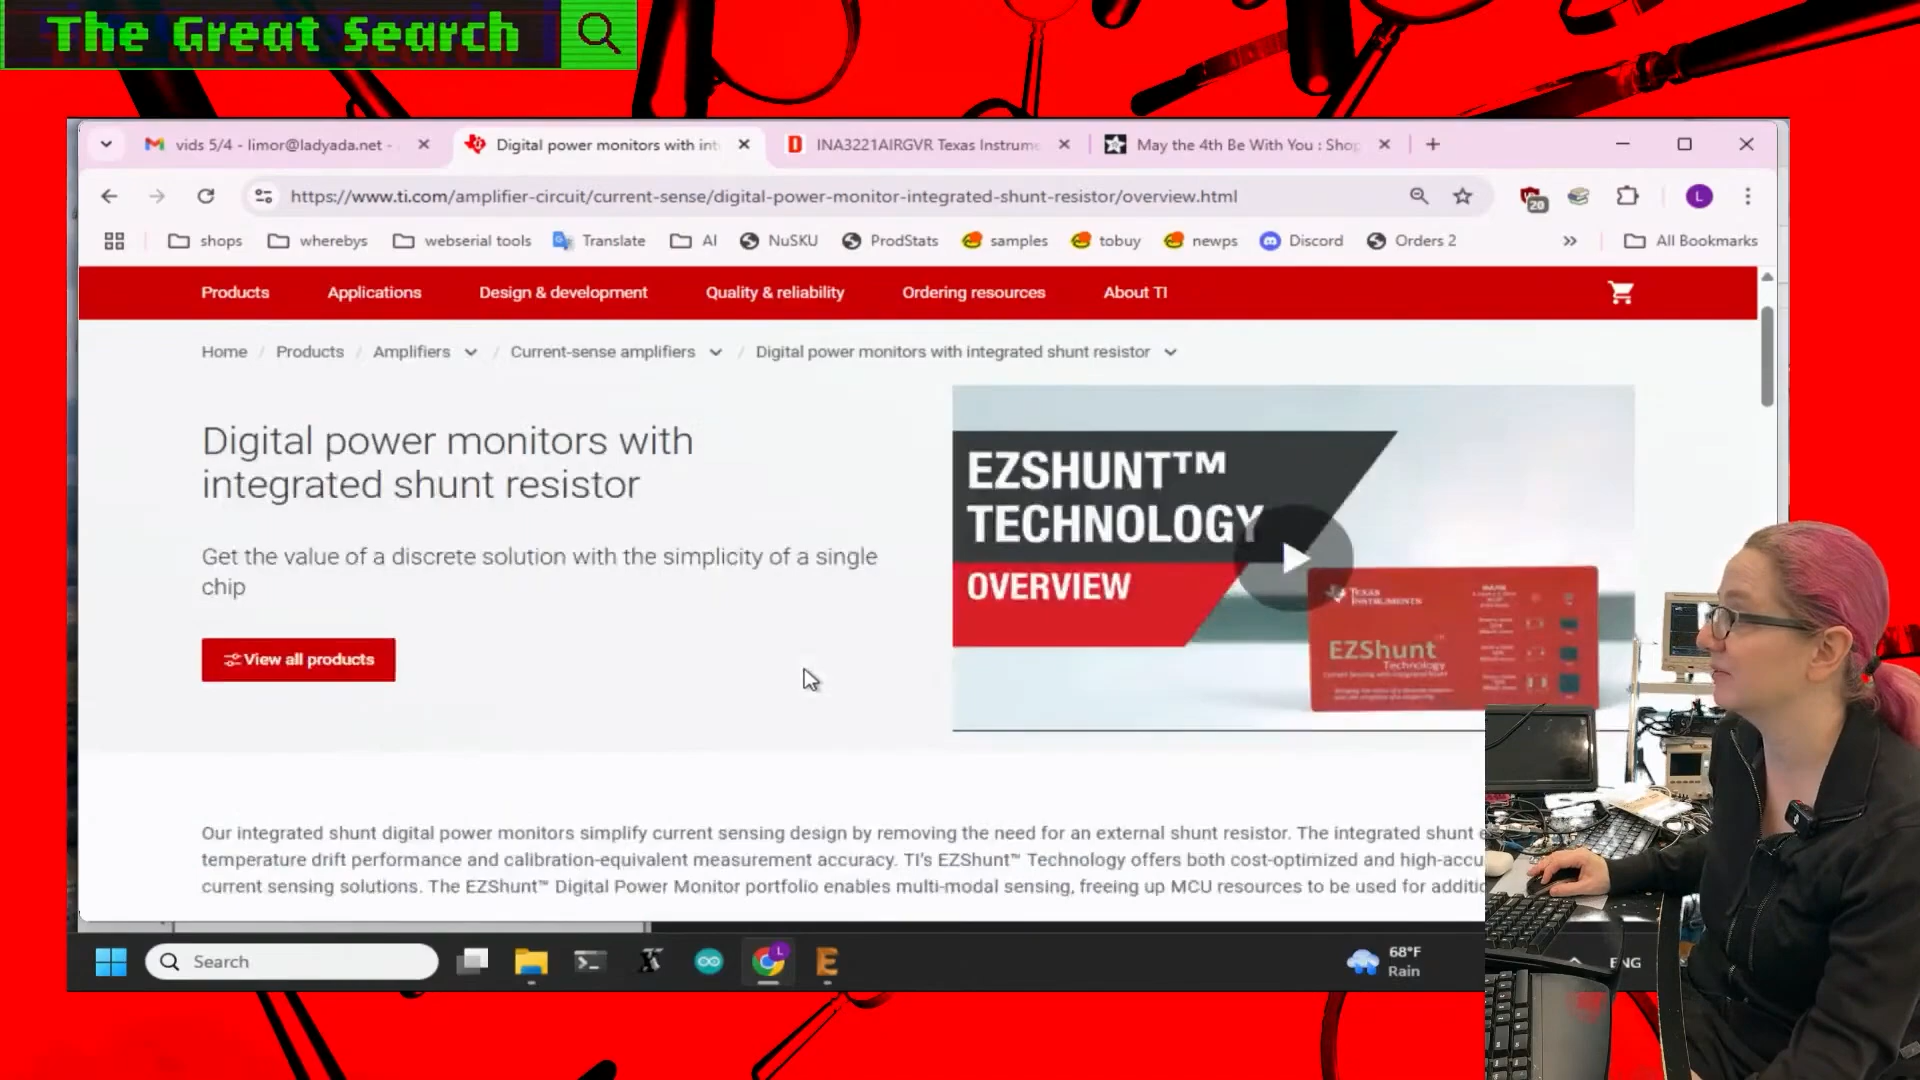 The Great Search
vids 5/4 - limor@ladyada.net -
Digital power monitors with int
INA3221AIRGVR Texas Instrume
May the 4th Be With You : Shop
https://www.ti.com/amplifier-circuit/current-sense/digital-power-monitor-integrated-shunt-resistor/overview.html
20
L
shops
wherebys
webserial tools
Translate
AI
NuSKU
ProdStats
samples
tobuy
newps
Discord
Orders 2
All Bookmarks
Products
Applications
Design & development
Quality & reliability
Ordering resources
About TI
Home / Products / Amplifiers / Current-sense amplifiers / Digital power monitors with integrated shunt resistor
Digital power monitors with
integrated shunt resistor
Get the value of a discrete solution with the simplicity of a single
chip
View all products
EZSHUNT™
TECHNOLOGY
OVERVIEW
TEXAS
INSTRUMENTS
EZShunt™
Technology
Our integrated shunt digital power monitors simplify current sensing design by removing the need for an external shunt resistor. The integrated shunt
temperature drift performance and calibration-equivalent measurement accuracy. TI's EZShunt™ Technology offers both cost-optimized and high-accu
current sensing solutions. The EZShunt™ Digital Power Monitor portfolio enables multi-modal sensing, freeing up MCU resources to be used for additio
Search
68°F
Rain
ENG